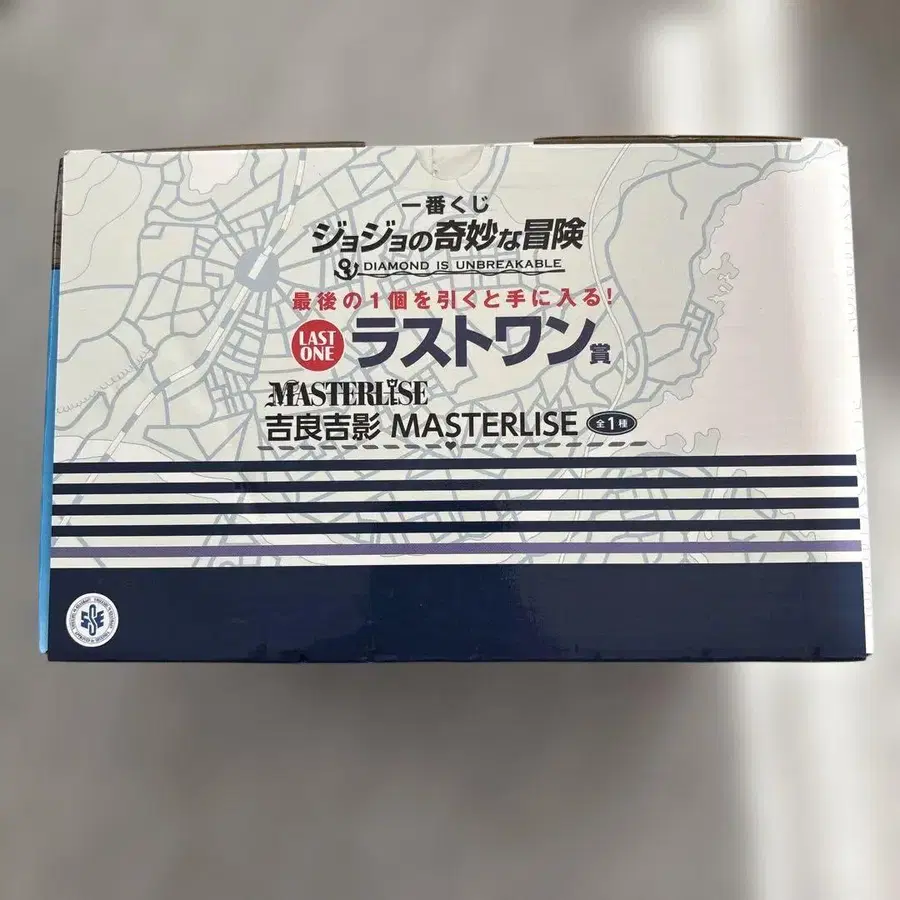 一番くじ
ジョジョの奇妙な冒険
DIAMOND IS UNBREAKABLE
最後の1個を引くと手に入る!
LAST ONE ラストワン賞
MASTERLISE
吉良吉影 MASTERLISE 全1種